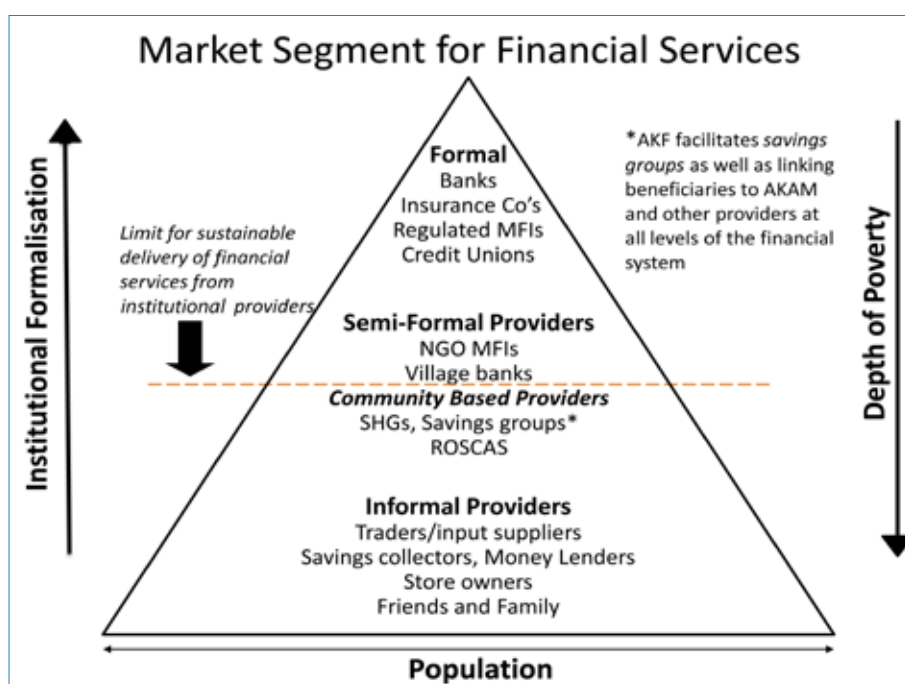 Market Segment for Financial Services
Institutional Formalisation
Limit for sustainable
delivery of financial
services from
institutional providers
Formal
Banks
Insurance Co's
Regulated MFIs
Credit Unions
Semi-Formal Providers
NGO MFIs
Village banks
Community Based Providers
SHGs, Savings groups*
ROSCAS
Informal Providers
Traders/input suppliers
Savings collectors, Money Lenders
Store owners
Friends and Family
*AKF facilitates savings
groups as well as linking
beneficiaries to AKAM
and other providers at
all levels of the financial
system
Depth of Poverty
Population